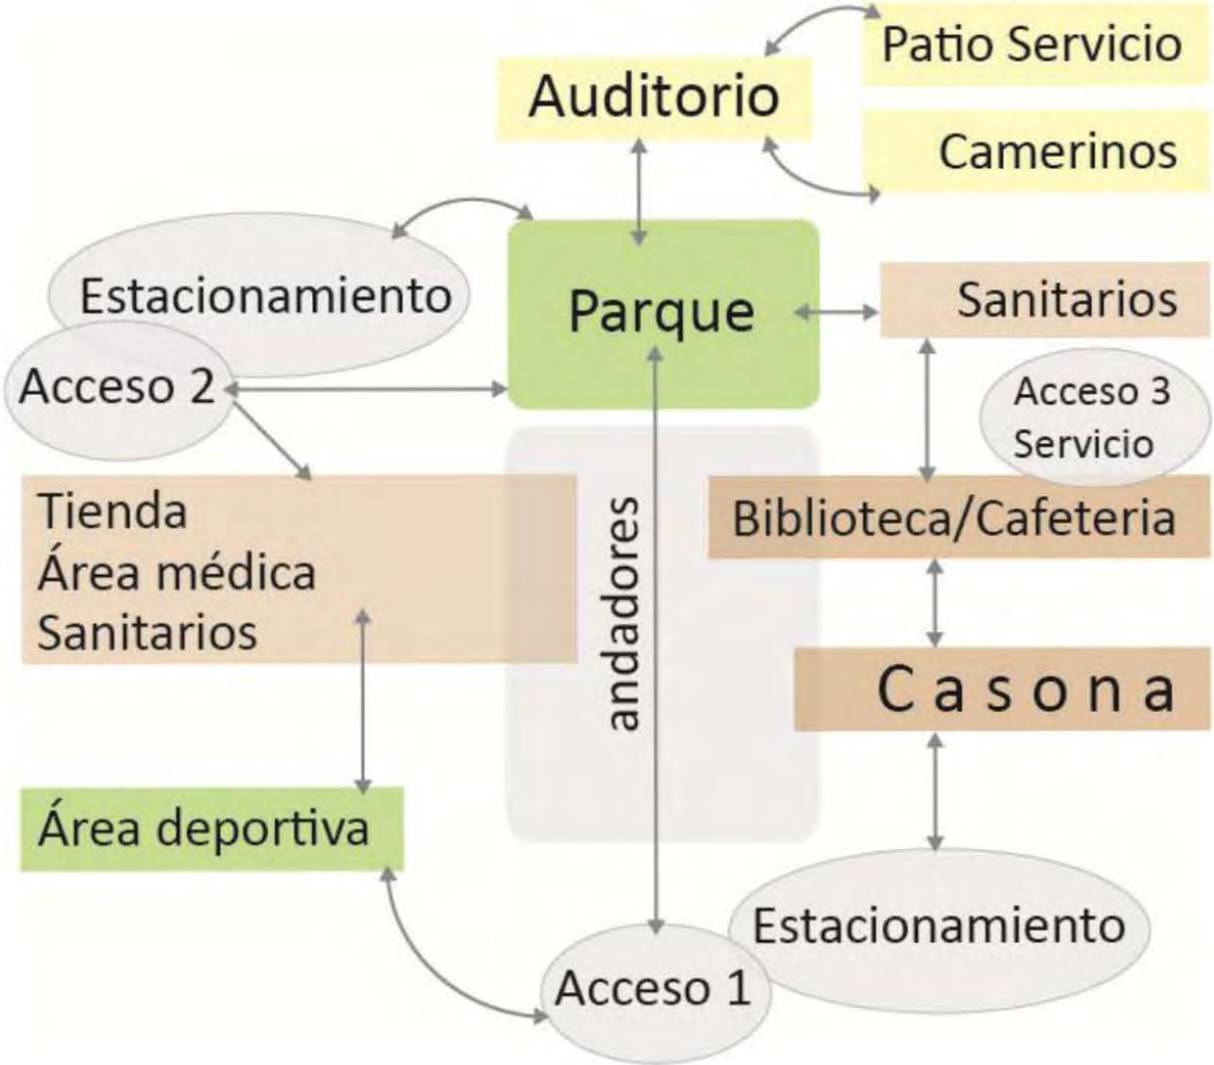 Patio Servicio
Auditorio
Camerinos
Estacionamiento
Parque
Sanitarios
Acceso 2
Acceso 3
Servicio
Tienda
Área médica
Sanitarios
andadores
Biblioteca/Cafeteria
Casona
Área deportiva
Estacionamiento
Acceso 1